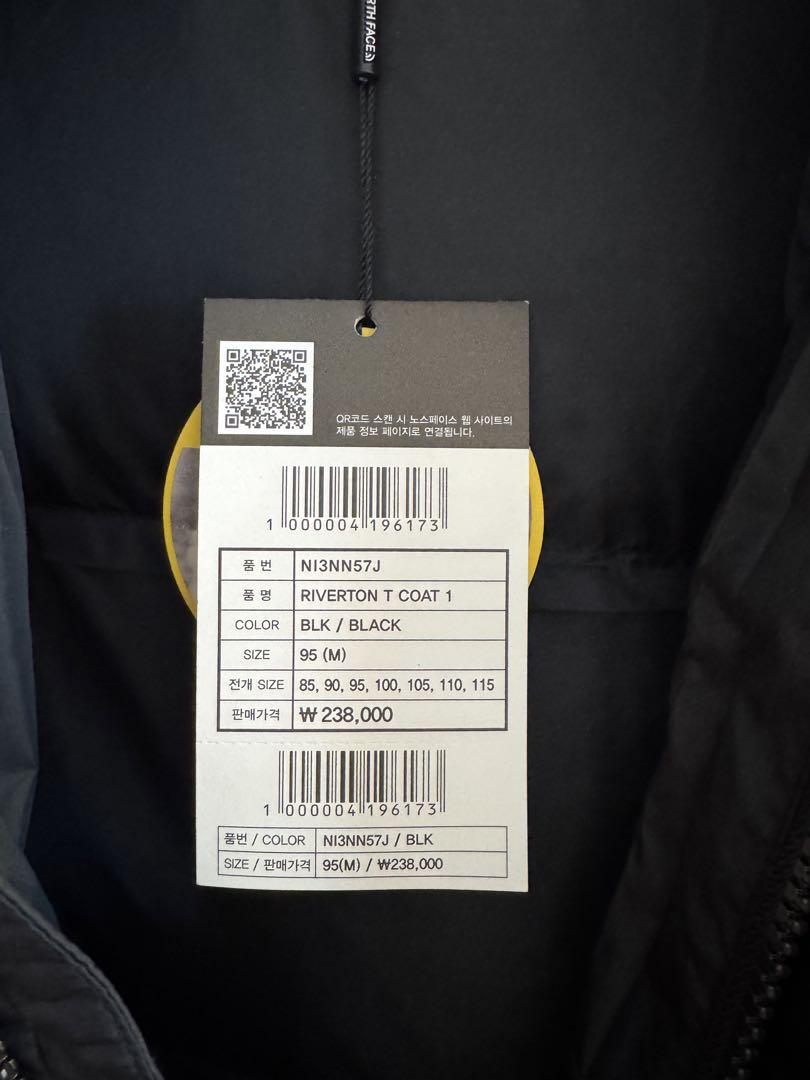 RTH FACE
QR코드 스캔 시 노스페이스 웹 사이트의
제품 정보 페이지로 연결됩니다.
1 000004 196173
품 번 NI3NN57J
품 명 RIVERTON T COAT 1
COLOR BLK / BLACK
SIZE 95 (M)
전개 SIZE 85, 90, 95, 100, 105, 110, 115
판매가격 ₩ 238,000
1 000004 196173
품번 / COLOR NI3NN57J / BLK
SIZE / 판매가격 95(M) / ₩238,000